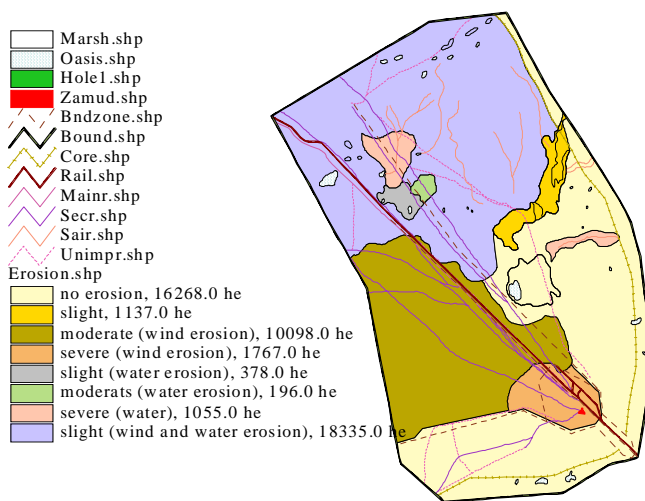 Marsh.shp
Oasis.shp
Hole1.shp
Zamud.shp
Bndzone.shp
Bound.shp
Core.shp
Rail.shp
Mainr.shp
Secr.shp
Sair.shp
Unimpr.shp
Erosion.shp
no erosion, 16268.0 he
slight, 1137.0 he
moderate (wind erosion), 10098.0 he
severe (wind erosion), 1767.0 he
slight (water erosion), 378.0 he
moderats (water erosion), 196.0 he
severe (water), 1055.0 he
slight (wind and water erosion), 18335.0 he